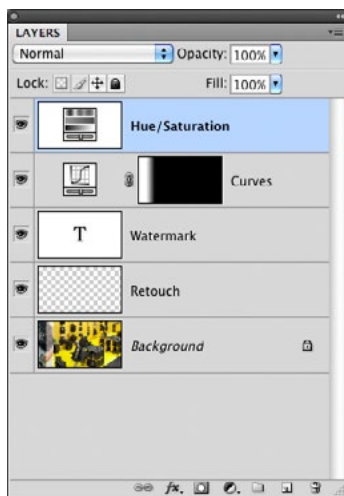 LAYERS
Normal Opacity: 100%
Lock: Fill: 100%
Hue/Saturation
Curves
T Watermark
Retouch
Background
fx.